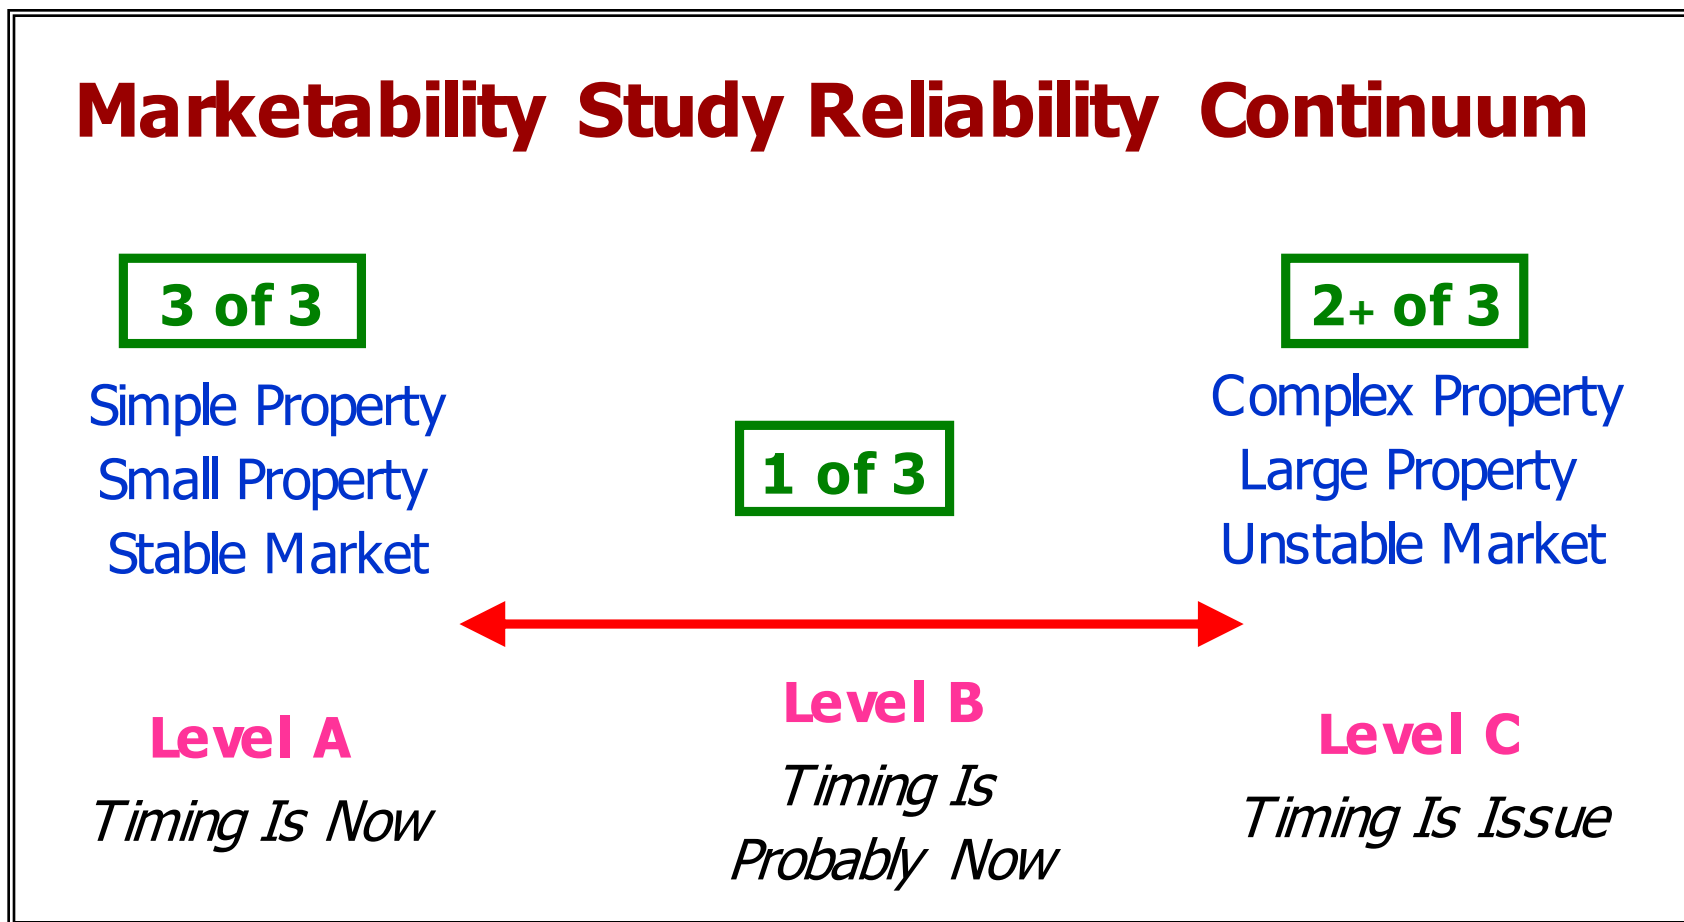 Marketability Study Reliability Continuum
3 of 3
Simple Property
Small Property
Stable Market
1 of 3
2+ of 3
Complex Property
Large Property
Unstable Market
Level A
Timing Is Now
Level B
Timing Is
Probably Now
Level C
Timing Is Issue